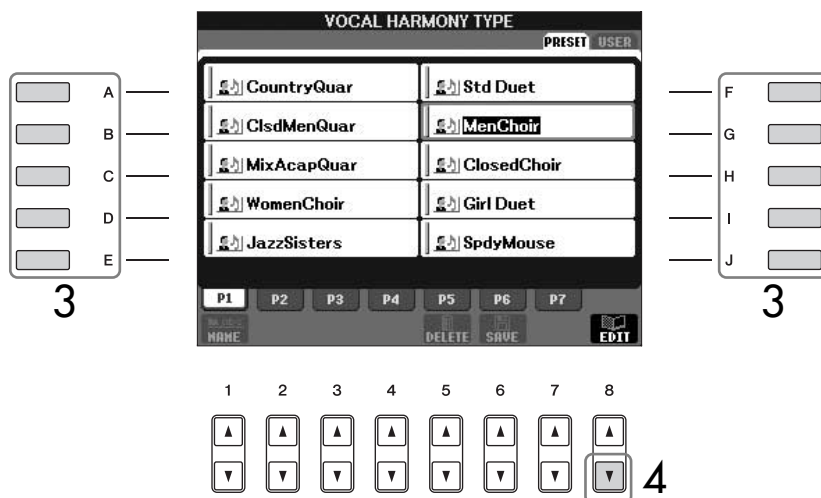 VOCAL HARMONY TYPE
PRESET USER
A CountryQuar Std Duet F
B ClsdMenQuar MenChoir G
C MixAcapQuar ClosedChoir H
D WomenChoir Girl Duet I
E JazzSisters SpdyMouse J
3 3
P1 P2 P3 P4 P5 P6 P7
NAME DELETE SAVE EDIT
1 2 3 4 5 6 7 8
4